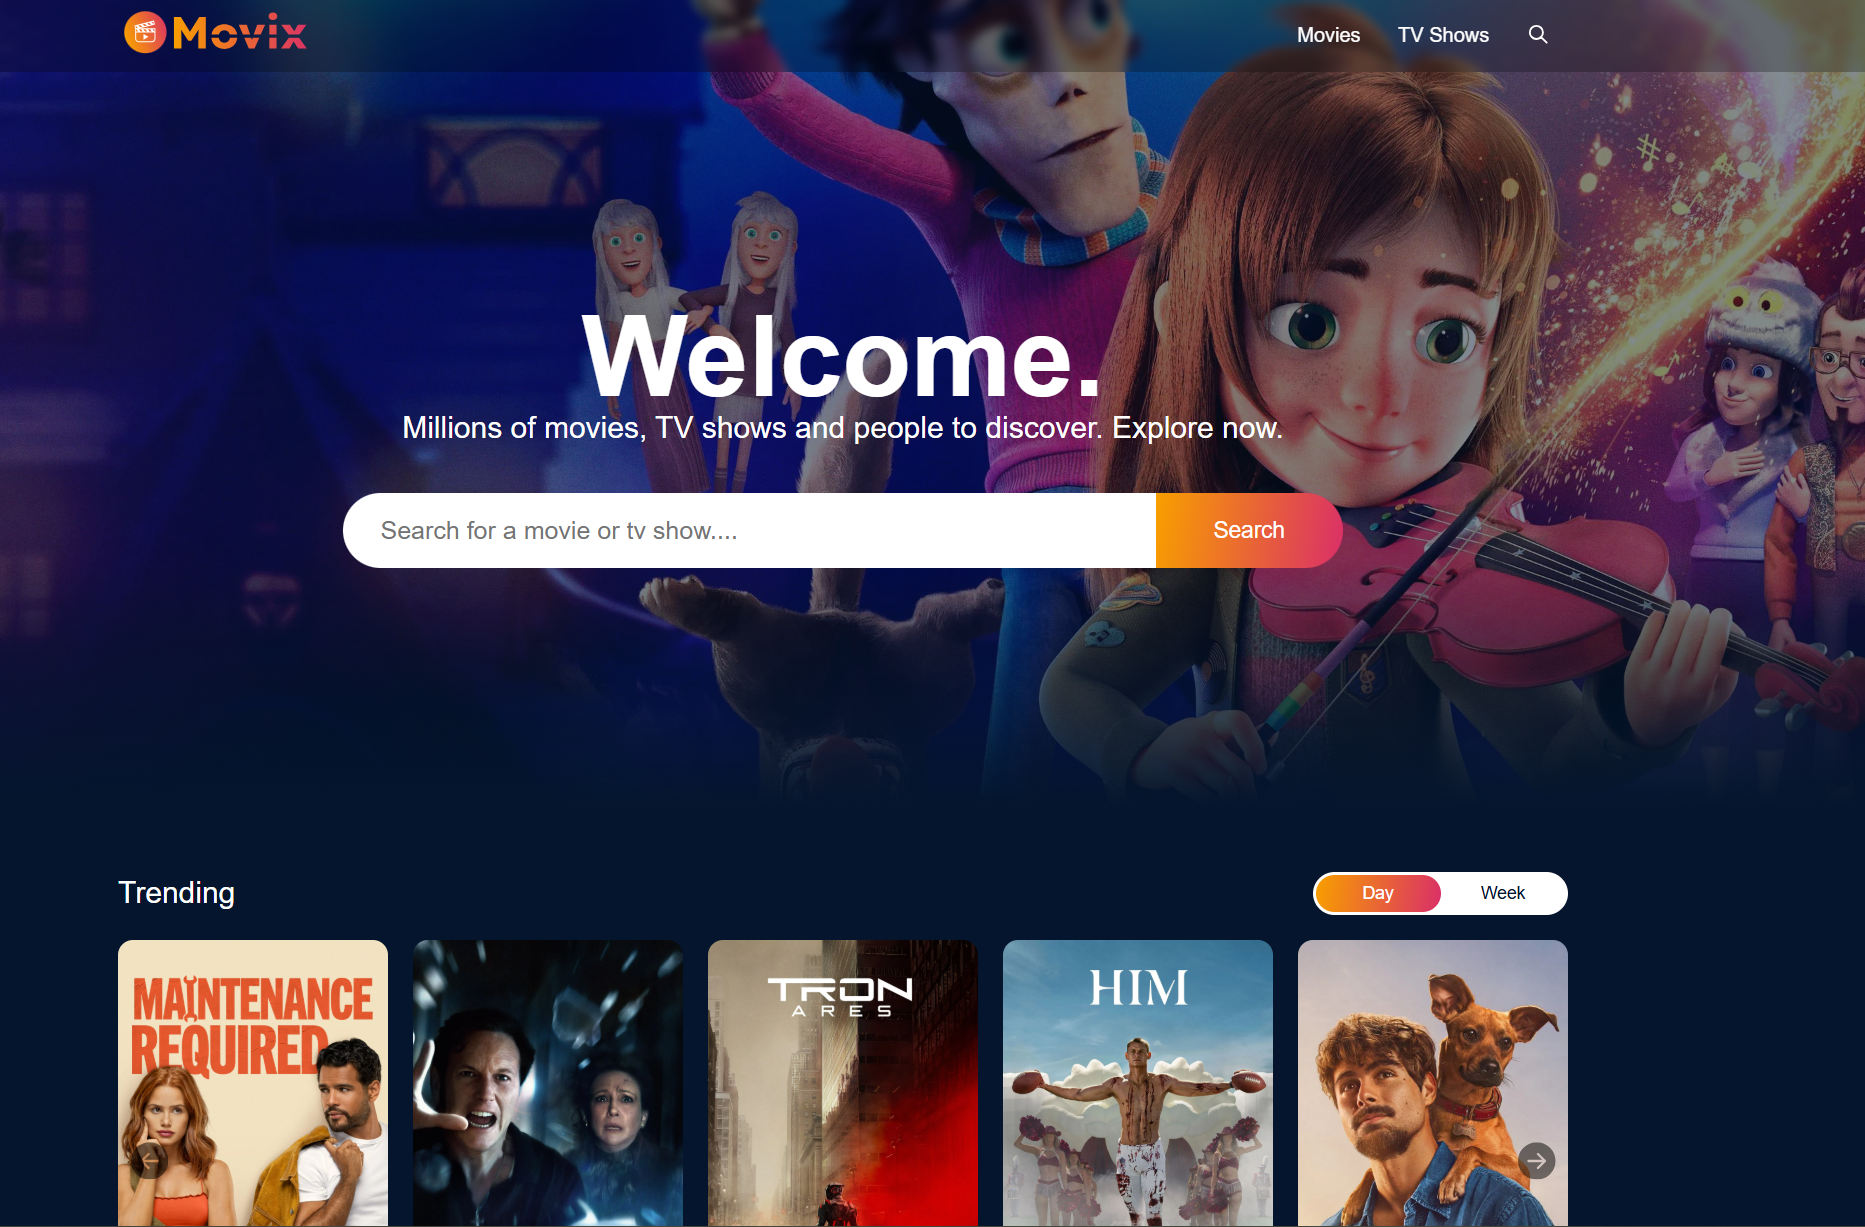 Movix
Movies
TV Shows
Welcome.
Millions of movies, TV shows and people to discover. Explore now.
Search for a movie or tv show....
Search
Trending
Day
Week
MAINTENANCE
REQUIRED
TRON
ARES
HIM